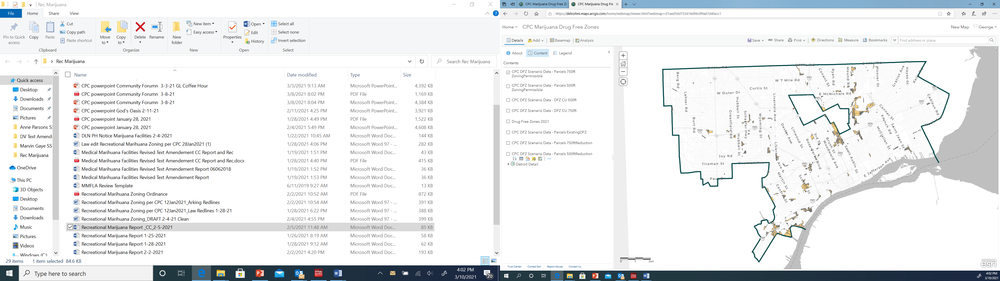 Rec Marijuana
File Home Share View
Pin to Quick access
Copy
Paste
Cut
Copy path
Paste shortcut
Clipboard
Move to
Copy to
Delete
Rename
Organize
New folder
New item
Easy access
New
Properties
Open
Edit
History
Open
Select all
Select none
Invert selection
Select
Rec Marijuana
Search Rec Marijuana
Quick access
Desktop
Downloads
Documents
Pictures
Anne Parsons S
DV Text Amend
Marvin Gaye SS
Rec Marijuana
OneDrive
This PC
3D Objects
Desktop
Documents
Downloads
Music
Pictures
Videos
Windows (C:)
Name Date modified Type Size
CPC powerpoint Community Forumn 3-3-21 GL Coffee Hour 3/3/2021 9:13 AM Microsoft PowerPoint... 4,392 KB
CPC powerpoint Community Forumn 3-8-21 3/8/2021 8:02 PM PDF File 1,169 KB
CPC powerpoint Community Forumn 3-8-21 3/8/2021 8:04 PM Microsoft PowerPoint... 4,384 KB
CPC powerpoint God's Oasis 2-11-21 2/11/2021 4:25 PM Microsoft PowerPoint... 3,921 KB
CPC powerpoint January 28, 2021 1/28/2021 4:49 PM PDF File 1,522 KB
CPC powerpoint January 28, 2021 2/4/2021 5:49 PM Microsoft PowerPoint... 4,608 KB
DLN PH Notice Marijuana Facilities 2-4-2021 1/22/2021 10:45 AM Microsoft Word Doc... 144 KB
Law edit Recreational Marihuana Zoning per CPC 28Jan2021 (1) 1/28/2021 4:06 PM Microsoft Word 97 - ... 282 KB
Medical Marihuana Facilities Revised Text Amendement CC Report and Rec 1/19/2021 1:51 PM Microsoft Word Doc... 43 KB
Medical Marihuana Facilities Revised Text Amendement CC Report and Rec.docx 1/28/2021 4:40 PM PDF File 415 KB
Medical Marihuana Facilities Revised Text Amendement Report 06062018 1/19/2021 1:52 PM Microsoft Word Doc... 36 KB
Medical Marihuana Facilities Revised Text Amendement Report 1/19/2021 1:53 PM Microsoft Word Doc... 36 KB
MMFLA Review Template 6/11/2019 9:27 AM Microsoft Word Doc... 13 KB
Recreational Marihuana Zoning Ordinance 2/2/2021 10:52 AM PDF File 872 KB
Recreational Marihuana Zoning per CPC 12Jan2021_Arking Redlines 2/2/2021 10:54 AM Microsoft Word 97 - ... 391 KB
Recreational Marihuana Zoning per CPC 12Jan2021_Law Redlines 1-28-21 1/28/2021 6:22 PM Microsoft Word 97 - ... 388 KB
Recreational Marihuana Zoning_DRAFT 2-4-21 Clean 2/4/2021 4:55 PM Microsoft Word 97 - ... 399 KB
Recreational Marijuana Report _CC_2-5-2021 2/5/2021 11:48 AM Microsoft Word Doc... 85 KB
Recreational Marijuana Report 1-25-2021 1/26/2021 8:19 AM Microsoft Word Doc... 58 KB
Recreational Marijuana Report 1-28-2021 1/28/2021 9:12 AM Microsoft Word Doc... 62 KB
Recreational Marijuana Report 2-2-2021 2/2/2021 4:20 PM Microsoft Word Doc... 193 KB
29 items 1 item selected 84.6 KB
Type here to search
4:02 PM
3/10/2021
20
CPC Marijuana Drug Free Zo
CPC Marijuana Drug Fre
https://detroitmi.maps.arcgis.com/home/webmap/viewer.html?webmap=cf1aed5dd753474d99c0f9a87d40acc1
Home CPC Marijuana Drug Free Zones New Map George
Details Add Basemap Analysis Save Share Print Directions Measure Bookmarks Find address or place
About Content Legend
Contents
CPC DFZ Scenario Data - Parcels 750ft
ZoningPermissible
CPC DFZ Scenario Data - Parcels 500ft
ZoningPermissible
CPC DFZ Scenario Data - DFZ CU 500ft
CPC DFZ Scenario Data - DFZ CU 750ft
Drug Free Zones 2021
CPC DFZ Scenario Data - Parcels ExistingDFZ
CPC DFZ Scenario Data - Parcels 750ftReduction
CPC DFZ Scenario Data - Parcels 500ftReduction
Detroit Detail
Trust Center Contact Esri Report Abuse Contact Us
8 Mile Rd
8 Mile Rd
8 Mile Rd
Berg Rd
Lahser Rd
Burt Rd
W 7 Mile Rd
Curtis St
W Outer Dr
E McNichols Rd
Conant St
Ryan Rd
Mound Rd
Hoover St
Gratiot Ave
Hayes St
Cadieux Rd
Greenfield Rd
Hubbell St
Hubbell St
Schaefer Hwy
Wyoming St
Livernois Ave
Dexter Ave
Linwood St
Rosa Parks Blvd
3rd St
Brush St
Woodward Ave
Saint Aubin St
McClellan St
Saint Jean St
French Rd
Conner St
E Jefferson Ave
Joy Rd
Tireman St
Tireman Ave
Paul Dr
Martin St
Central St
0 1 2mi
esri
4:02 PM
3/10/2021